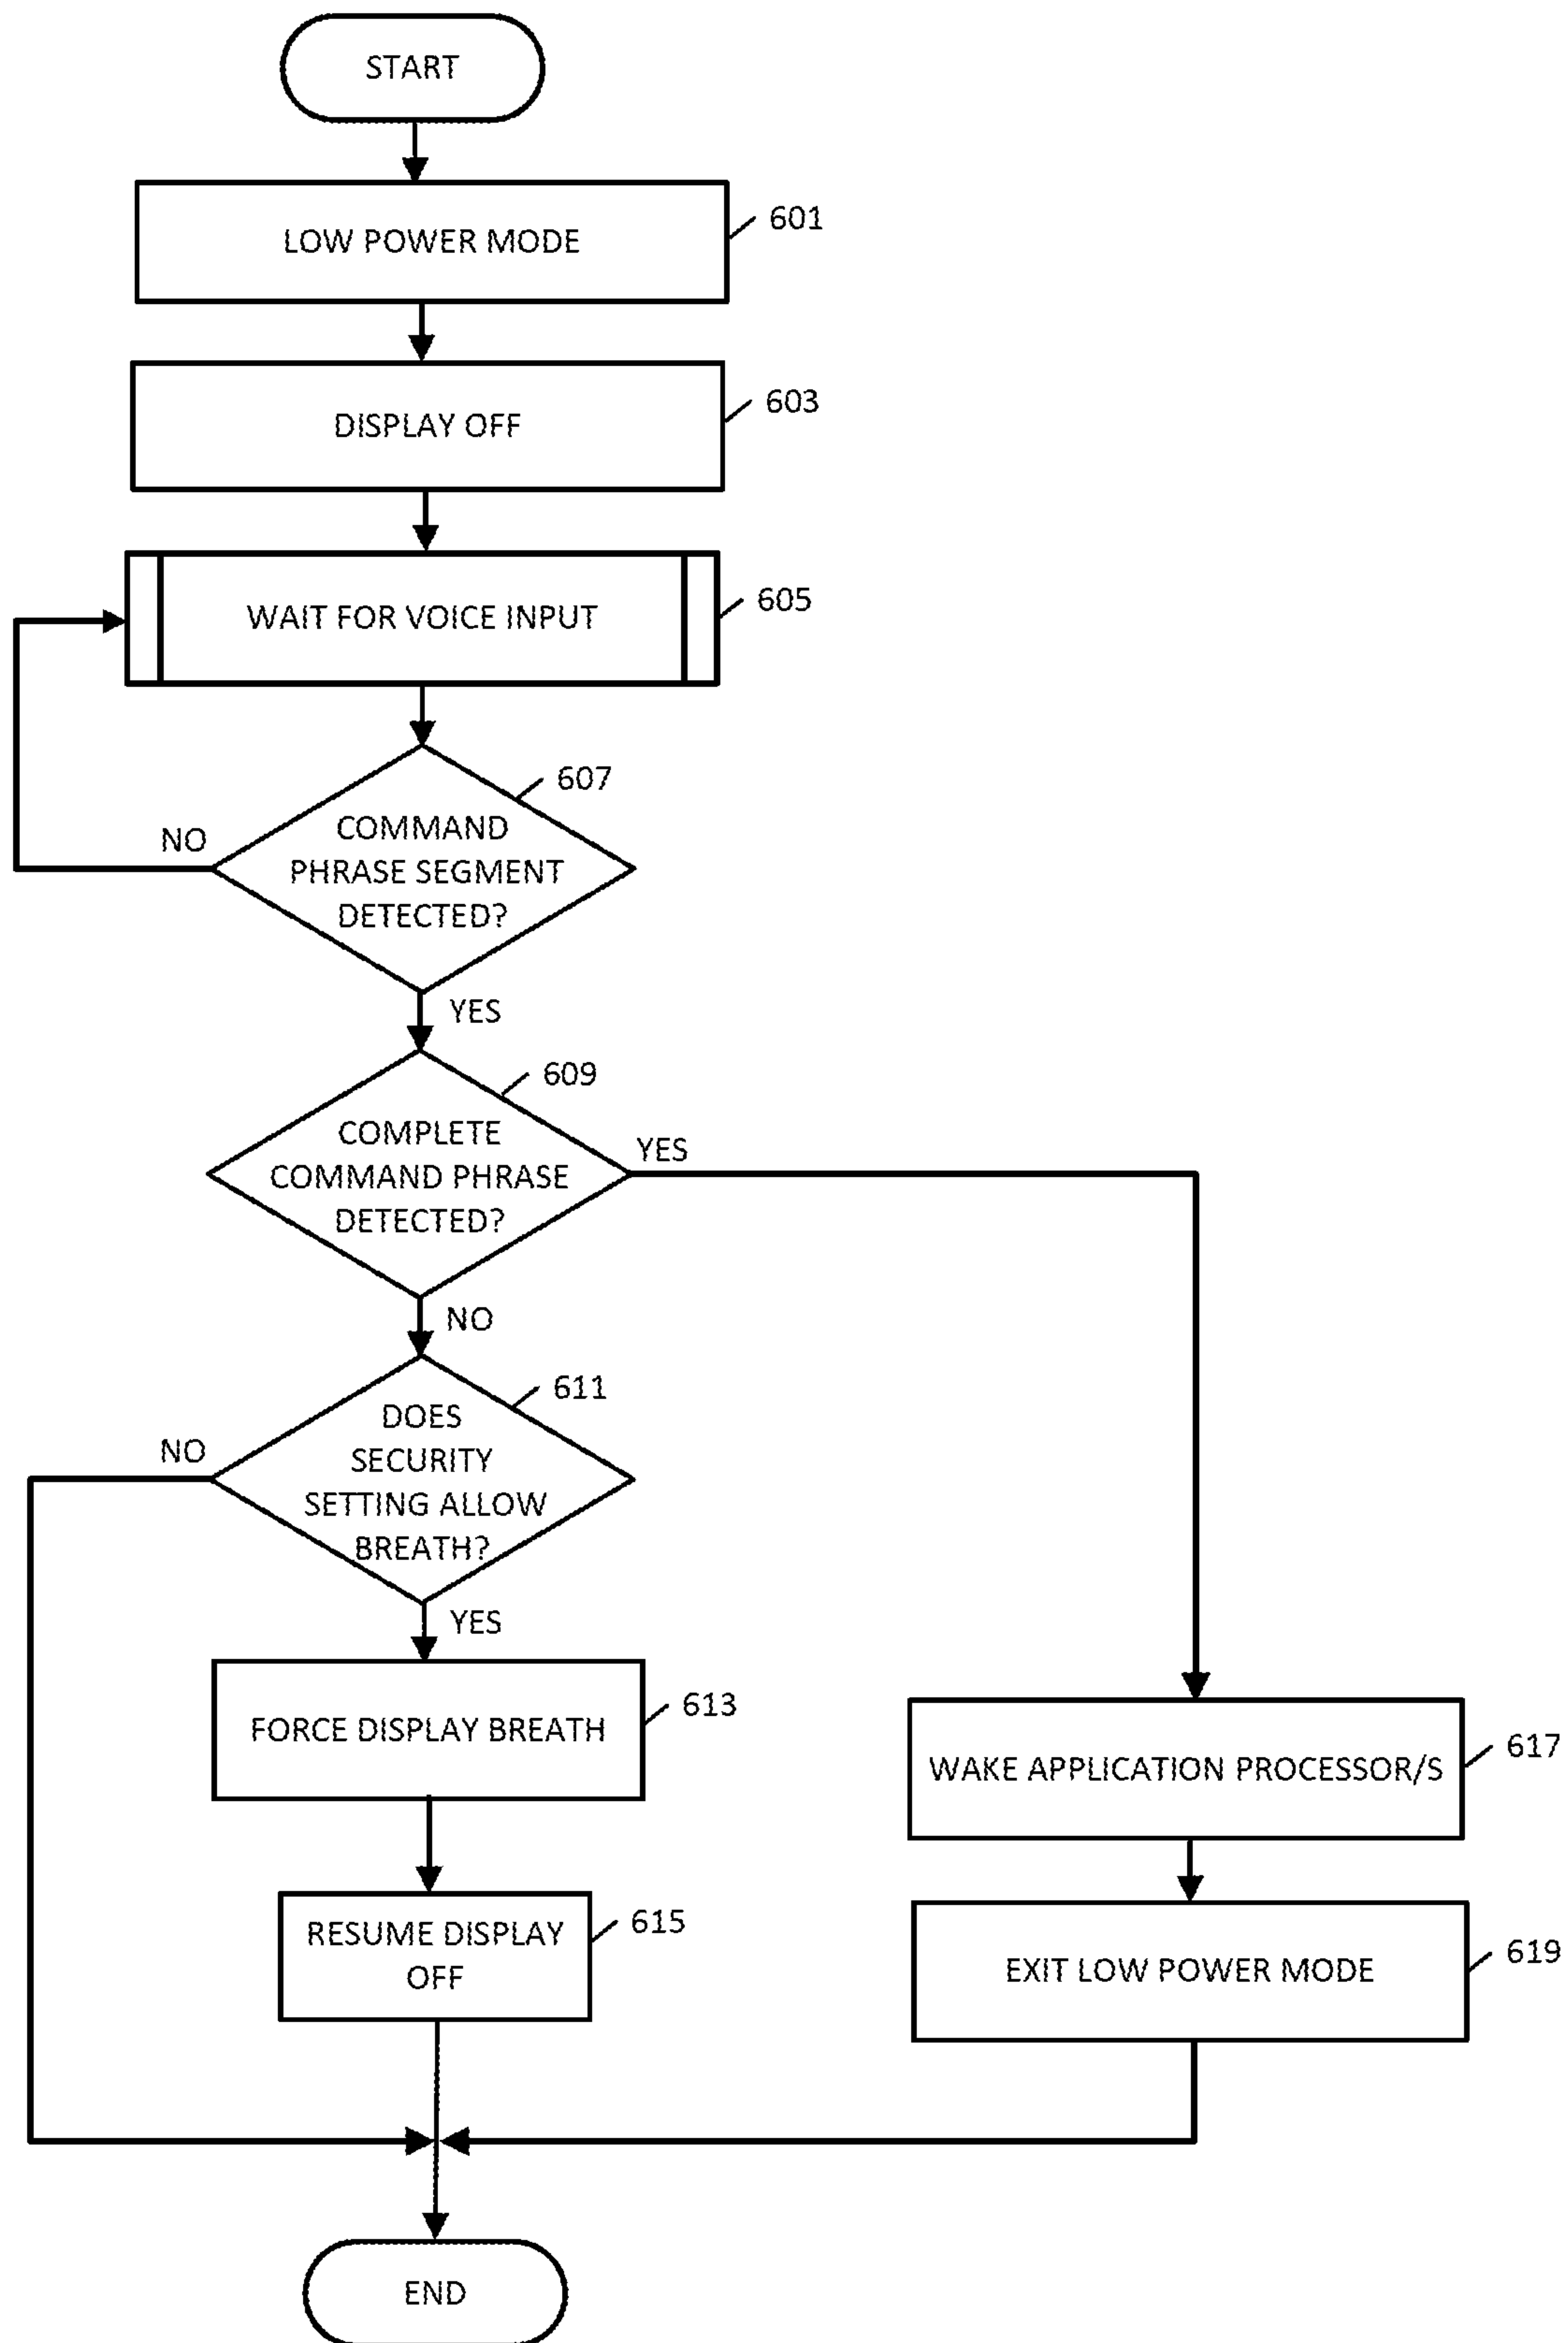 START
LOW POWER MODE
601
DISPLAY OFF
603
WAIT FOR VOICE INPUT
605
607
COMMAND
PHRASE SEGMENT
DETECTED?
NO
YES
609
COMPLETE
COMMAND PHRASE
DETECTED?
YES
NO
611
DOES
SECURITY
SETTING ALLOW
BREATH?
NO
YES
FORCE DISPLAY BREATH
613
WAKE APPLICATION PROCESSOR/S
617
RESUME DISPLAY
OFF
615
EXIT LOW POWER MODE
619
END